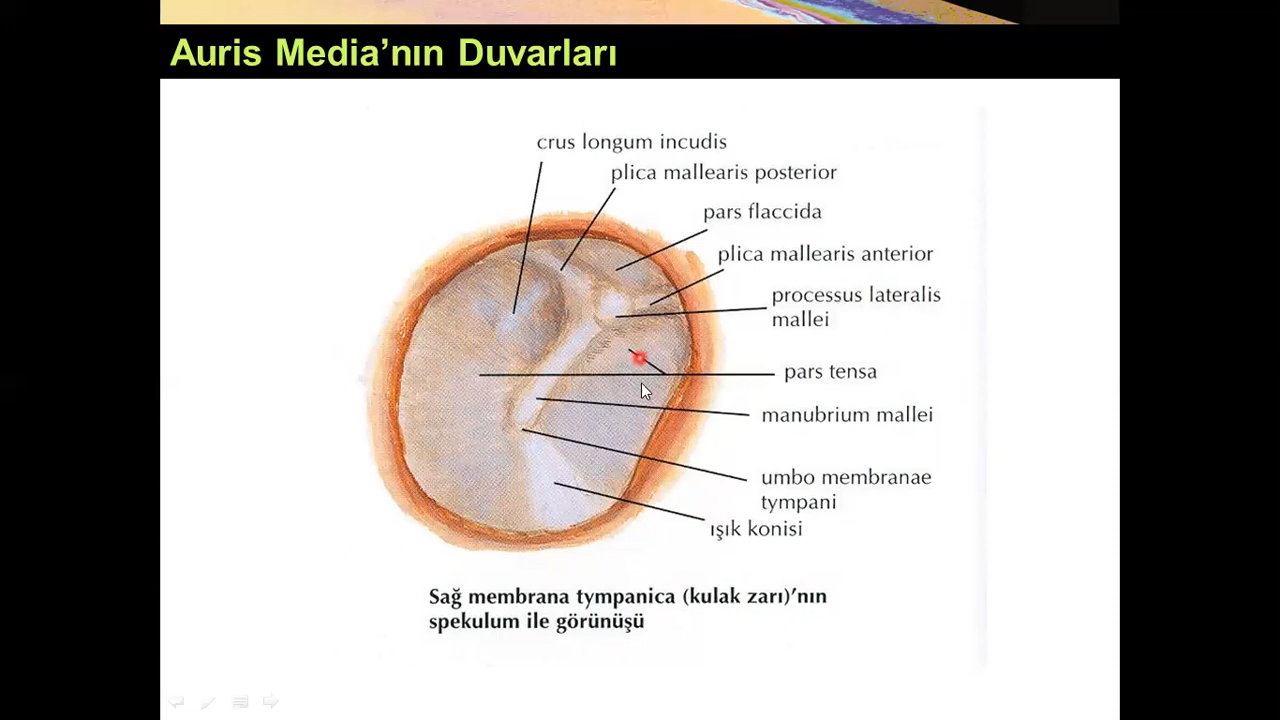 Auris Media’nın Duvarları
crus longum incudis
plica mallearis posterior
pars flaccida
plica mallearis anterior
processus lateralis
mallei
pars tensa
manubrium mallei
umbo membranae
tympani
ışık konisi
Sağ membrana tympanica (kulak zarı)’nın
spekulum ile görünüşü